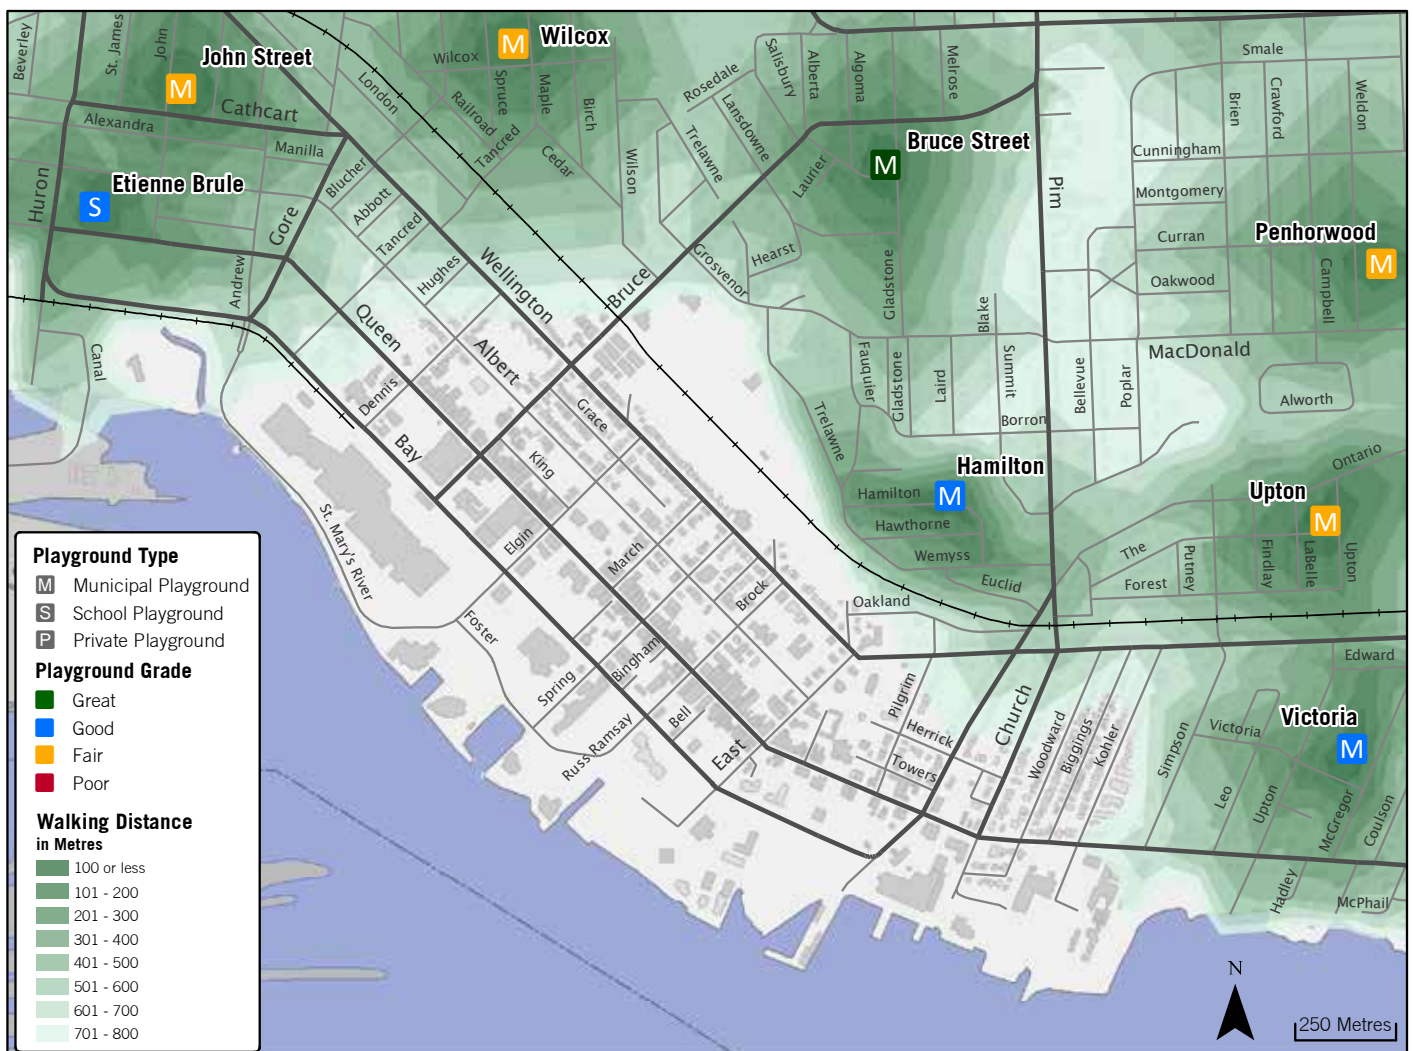 Beverley
St. James
John
John Street
M
Cathcart
Alexandra
Manilla
Huron
S
Etienne Brule
Gore
Andrew
Canal
London
Blucher
Abbott
Tancred
Hughes
Wilcox
M
Wilcox
Spruce
Maple
Birch
Railroad
Tancred
Cedar
Wilson
Wellington
Queen
Albert
Dennis
Bay
Bruce
Grace
King
Elgin
March
Brock
Bingham
Spring
Foster
Russ Ramsay
Bell
East
St. Mary's River
Rosedale
Salisbury
Alberta
Algoma
Melrose
Lansdowne
Trelawne
Laurier
Bruce Street
M
Grosvenor
Hearst
Gladstone
Blake
Pim
Smale
Brien
Crawford
Weldon
Cunningham
Montgomery
Curran
Oakwood
Penhorwood
M
Campbell
MacDonald
Alworth
Fauquier
Gladstone
Laird
Summit
Borron
Bellevue
Poplar
Trelawne
Hamilton
M
Hamilton
Hawthorne
Wemyss
Euclid
Oakland
Ontario
Upton
M
The
Forest
Putney
Findlay
LaBelle
Upton
Edward
Pilgrim
Herrick
Towers
Church
Woodward
Biggings
Kohler
Simpson
Victoria
M
Victoria
Leo
Upton
McGregor
Coulson
Hadley
McPhail
Playground Type
M Municipal Playground
S School Playground
P Private Playground
Playground Grade
Great
Good
Fair
Poor
Walking Distance
in Metres
100 or less
101 - 200
201 - 300
301 - 400
401 - 500
501 - 600
601 - 700
701 - 800
N
250 Metres